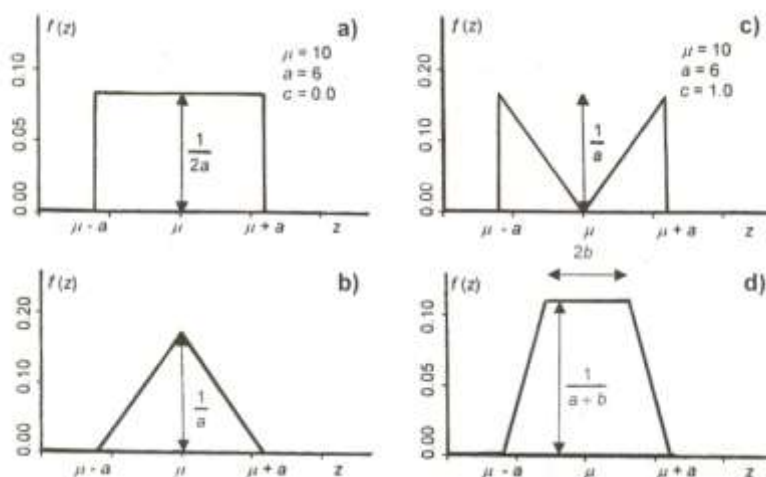 f(z)
a)
μ = 10
a = 6
c = 0.0
0.10
0.05
0.00
1
2a
μ - a
μ
μ + a
z
f(z)
c)
μ = 10
a = 6
c = 1.0
0.20
0.10
0.00
1
a
μ - a
μ
μ + a
z
f(z)
b)
0.20
0.10
0.00
1
a
μ - a
μ
μ + a
z
2b
f(z)
d)
0.10
0.05
0.00
1
a + b
μ - a
μ
μ + a
z